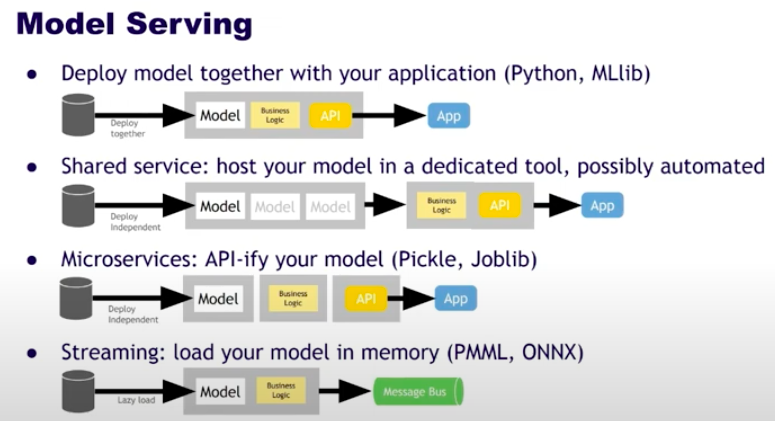 Model Serving
• Deploy model together with your application (Python, MLlib)
Deploy together
Model
Business Logic
API
App
• Shared service: host your model in a dedicated tool, possibly automated
Deploy Independent
Model
Model
Model
Business Logic
API
App
• Microservices: API-ify your model (Pickle, Joblib)
Deploy Independent
Model
Business Logic
API
App
• Streaming: load your model in memory (PMML, ONNX)
Lazy load
Model
Business Logic
Message Bus